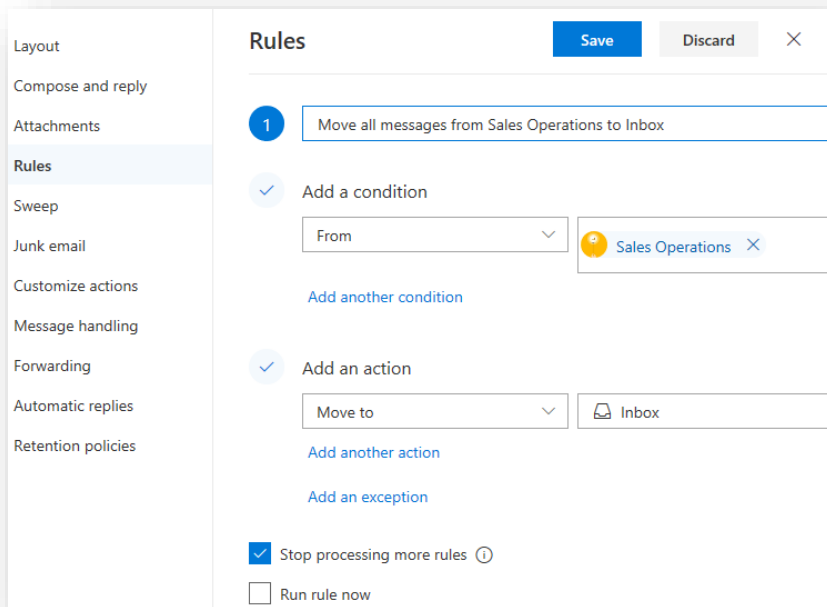 Layout
Compose and reply
Attachments
Rules
Sweep
Junk email
Customize actions
Message handling
Forwarding
Automatic replies
Retention policies
Rules
Save
Discard
1
Move all messages from Sales Operations to Inbox
Add a condition
From
Sales Operations
Add another condition
Add an action
Move to
Inbox
Add another action
Add an exception
Stop processing more rules
Run rule now